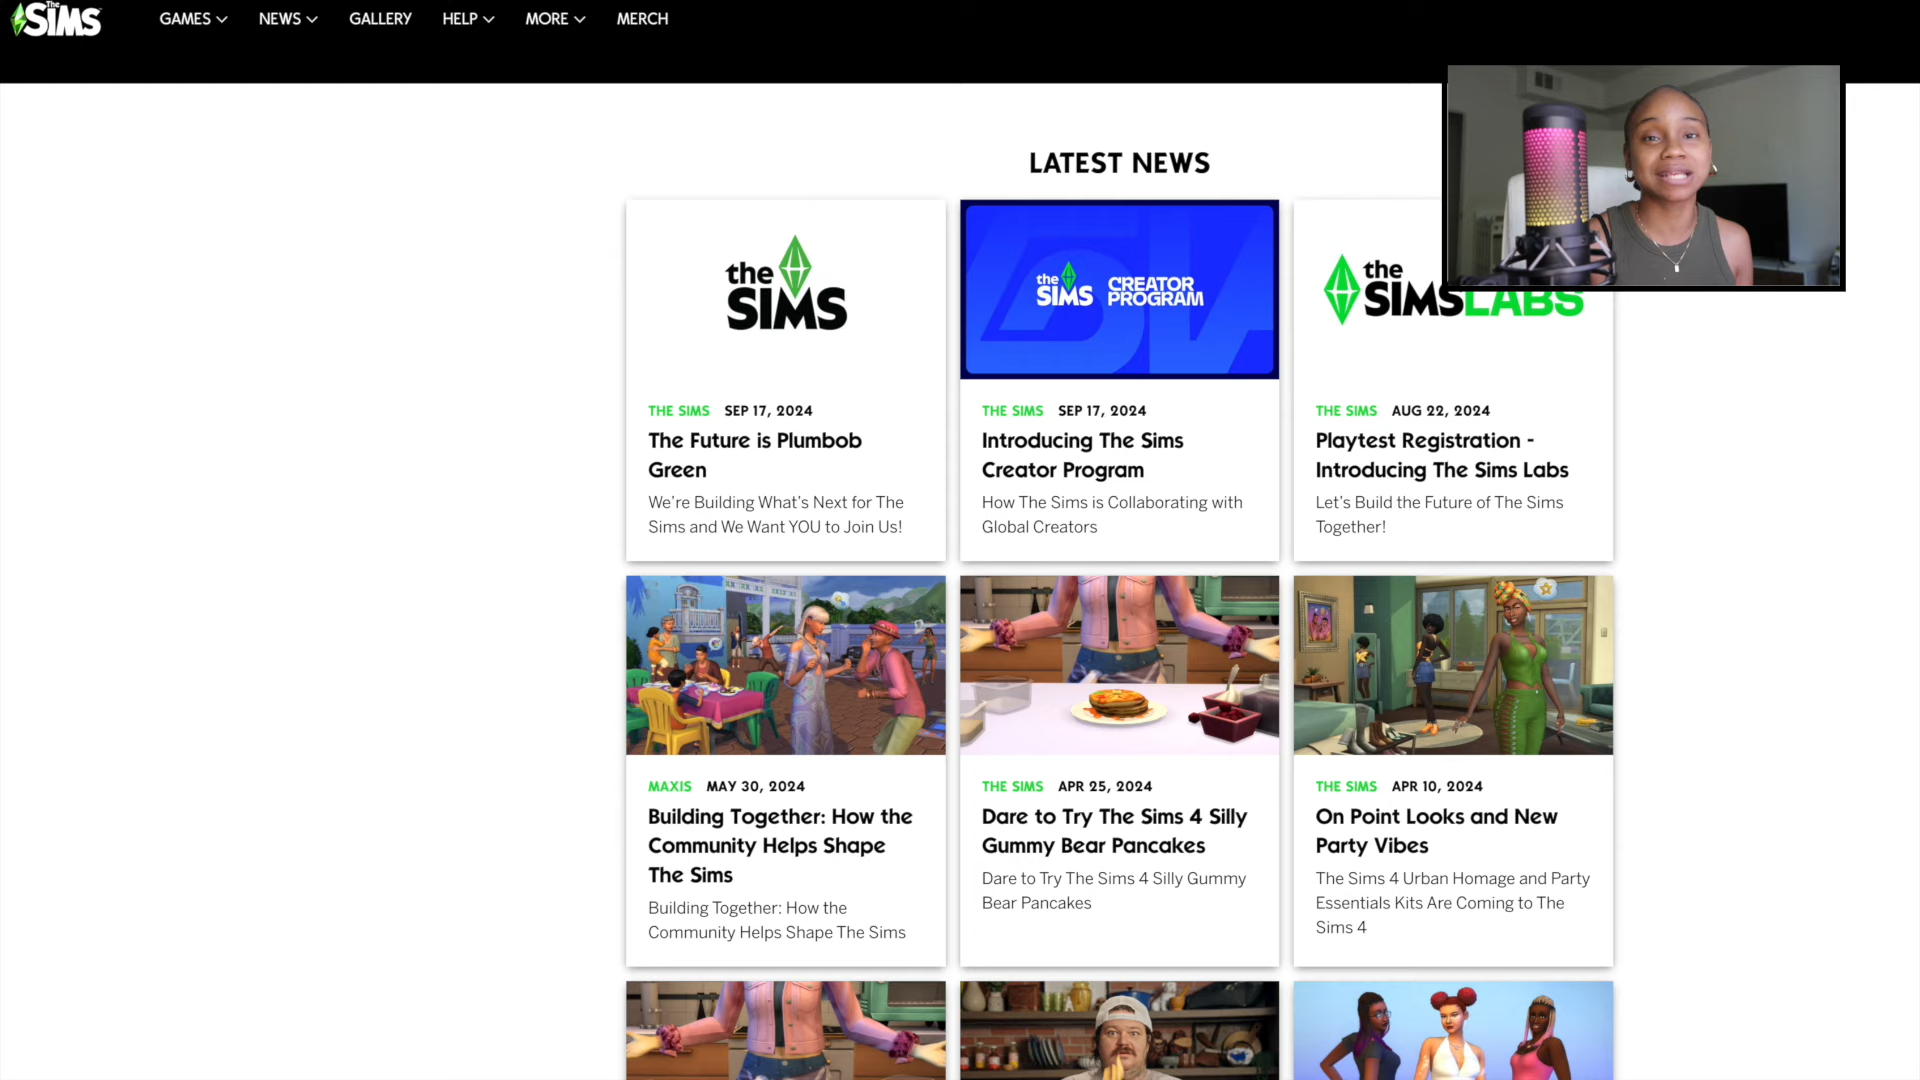 The SiMS
GAMES
NEWS
GALLERY
HELP
MORE
MERCH
LATEST NEWS
the SiMS
the SiMS CREATOR PROGRAM
the SiMS LABS
THE SIMS SEP 17, 2024
The Future is Plumbob
Green
We're Building What's Next for The
Sims and We Want YOU to Join Us!
THE SIMS SEP 17, 2024
Introducing The Sims
Creator Program
How The Sims is Collaborating with
Global Creators
THE SIMS AUG 22, 2024
Playtest Registration -
Introducing The Sims Labs
Let's Build the Future of The Sims
Together!
MAXIS MAY 30, 2024
Building Together: How the
Community Helps Shape
The Sims
Building Together: How the
Community Helps Shape The Sims
THE SIMS APR 25, 2024
Dare to Try The Sims 4 Silly
Gummy Bear Pancakes
Dare to Try The Sims 4 Silly Gummy
Bear Pancakes
THE SIMS APR 10, 2024
On Point Looks and New
Party Vibes
The Sims 4 Urban Homage and Party
Essentials Kits Are Coming to The
Sims 4